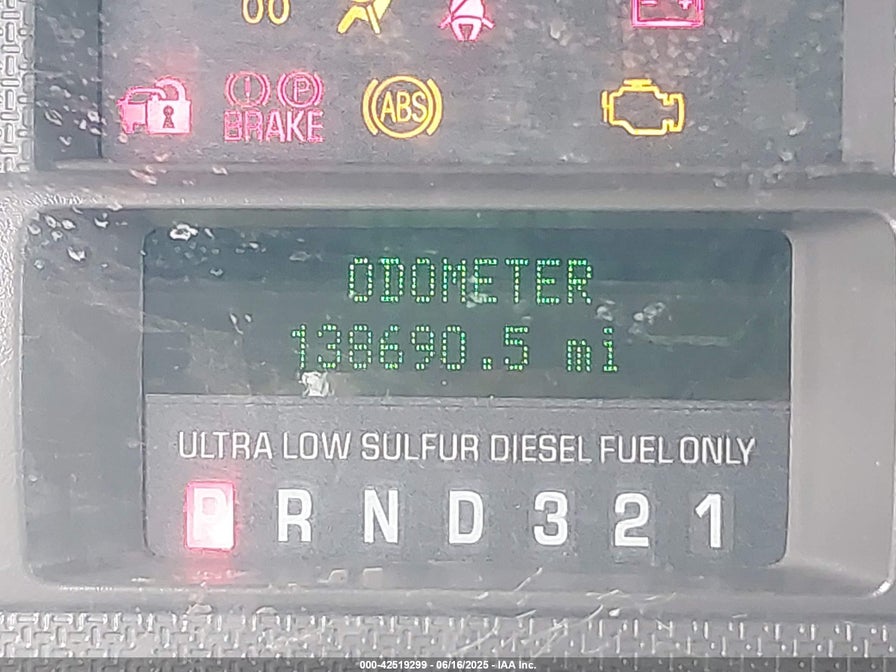 BRAKE
ABS
ODOMETER
138690.5 mi
ULTRA LOW SULFUR DIESEL FUEL ONLY
P R N D 3 2 1
000-42519299 - 06/16/2025 - IAA Inc.